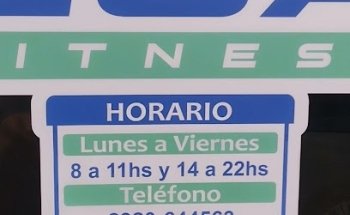 ITNES
HORARIO
Lunes a Viernes
8 a 11hs y 14 a 22hs
Teléfono